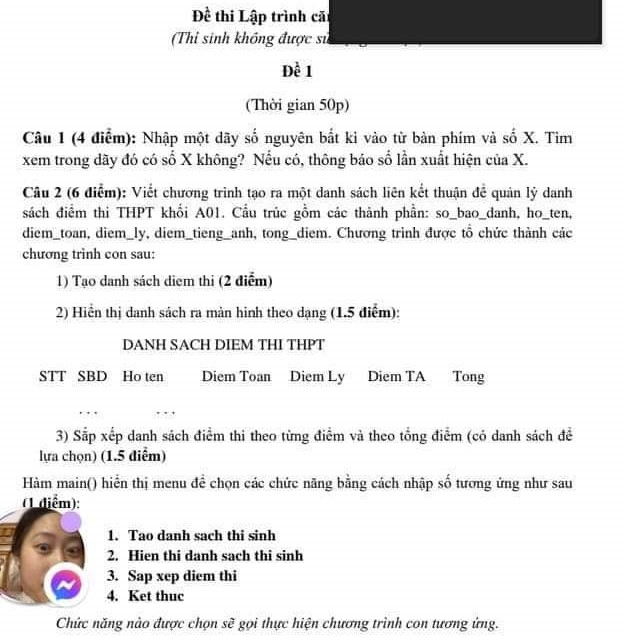 Đề thi Lập trình că
(Thí sinh không được sử
Đề 1
(Thời gian 50p)
Câu 1 (4 điểm): Nhập một dãy số nguyên bất kì vào từ bàn phím và số X. Tìm
xem trong dãy đó có số X không? Nếu có, thông báo số lần xuất hiện của X.
Câu 2 (6 điểm): Viết chương trình tạo ra một danh sách liên kết thuận để quản lý danh
sách điểm thi THPT khối A01. Cấu trúc gồm các thành phần: so_bao_danh, ho_ten,
diem_toan, diem_ly, diem_tieng_anh, tong_diem. Chương trình được tổ chức thành các
chương trình con sau:
1) Tạo danh sách diem thi (2 điểm)
2) Hiển thị danh sách ra màn hình theo dạng (1.5 điểm):
DANH SACH DIEM THI THPT
STT SBD Ho ten Diem Toan Diem Ly Diem TA Tong
. . . . . .
3) Sắp xếp danh sách điểm thi theo từng điểm và theo tổng điểm (có danh sách để
lựa chọn) (1.5 điểm)
Hàm main() hiển thị menu để chọn các chức năng bằng cách nhập số tương ứng như sau
(1 điểm):
1. Tao danh sach thi sinh
2. Hien thi danh sach thi sinh
3. Sap xep diem thi
4. Ket thuc
Chức năng nào được chọn sẽ gọi thực hiện chương trình con tương ứng.